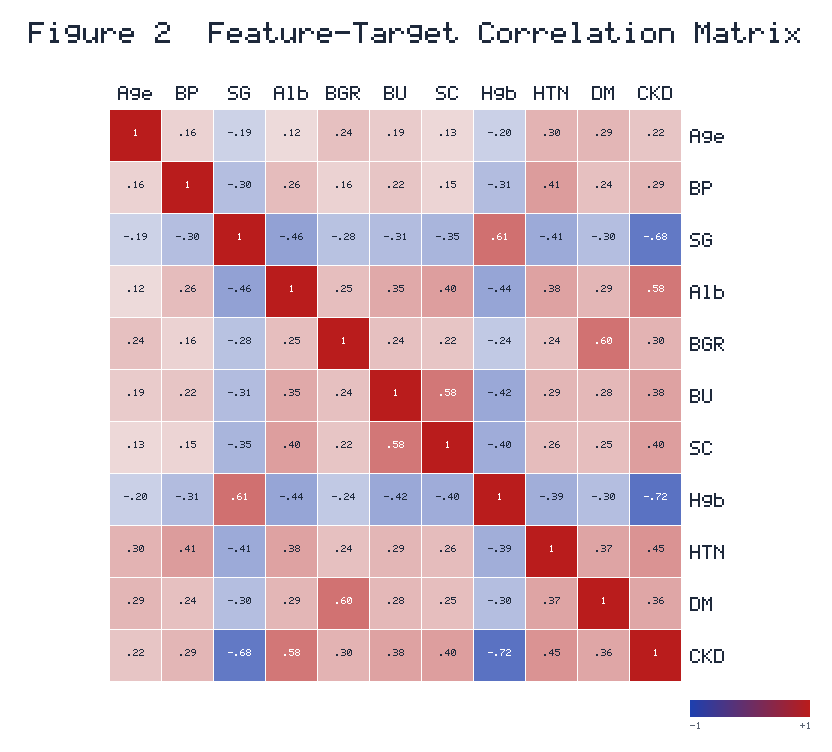 Figure 2  Feature-Target Correlation Matrix
Age BP SG Alb BGR BU SC Hgb HTN DM CKD
1 .16 -.19 .12 .24 .19 .13 -.20 .30 .29 .22 Age
.16 1 -.30 .26 .16 .22 .15 -.31 .41 .24 .29 BP
-.19 -.30 1 -.46 -.28 -.31 -.35 .61 -.41 -.30 -.68 SG
.12 .26 -.46 1 .25 .35 .40 -.44 .38 .29 .58 Alb
.24 .16 -.28 .25 1 .24 .22 -.24 .24 .60 .30 BGR
.19 .22 -.31 .35 .24 1 .58 -.42 .29 .28 .38 BU
.13 .15 -.35 .40 .22 .58 1 -.40 .26 .25 .40 SC
-.20 -.31 .61 -.44 -.24 -.42 -.40 1 -.39 -.30 -.72 Hgb
.30 .41 -.41 .38 .24 .29 .26 -.39 1 .37 .45 HTN
.29 .24 -.30 .29 .60 .28 .25 -.30 .37 1 .36 DM
.22 .29 -.68 .58 .30 .38 .40 -.72 .45 .36 1 CKD
-1 +1